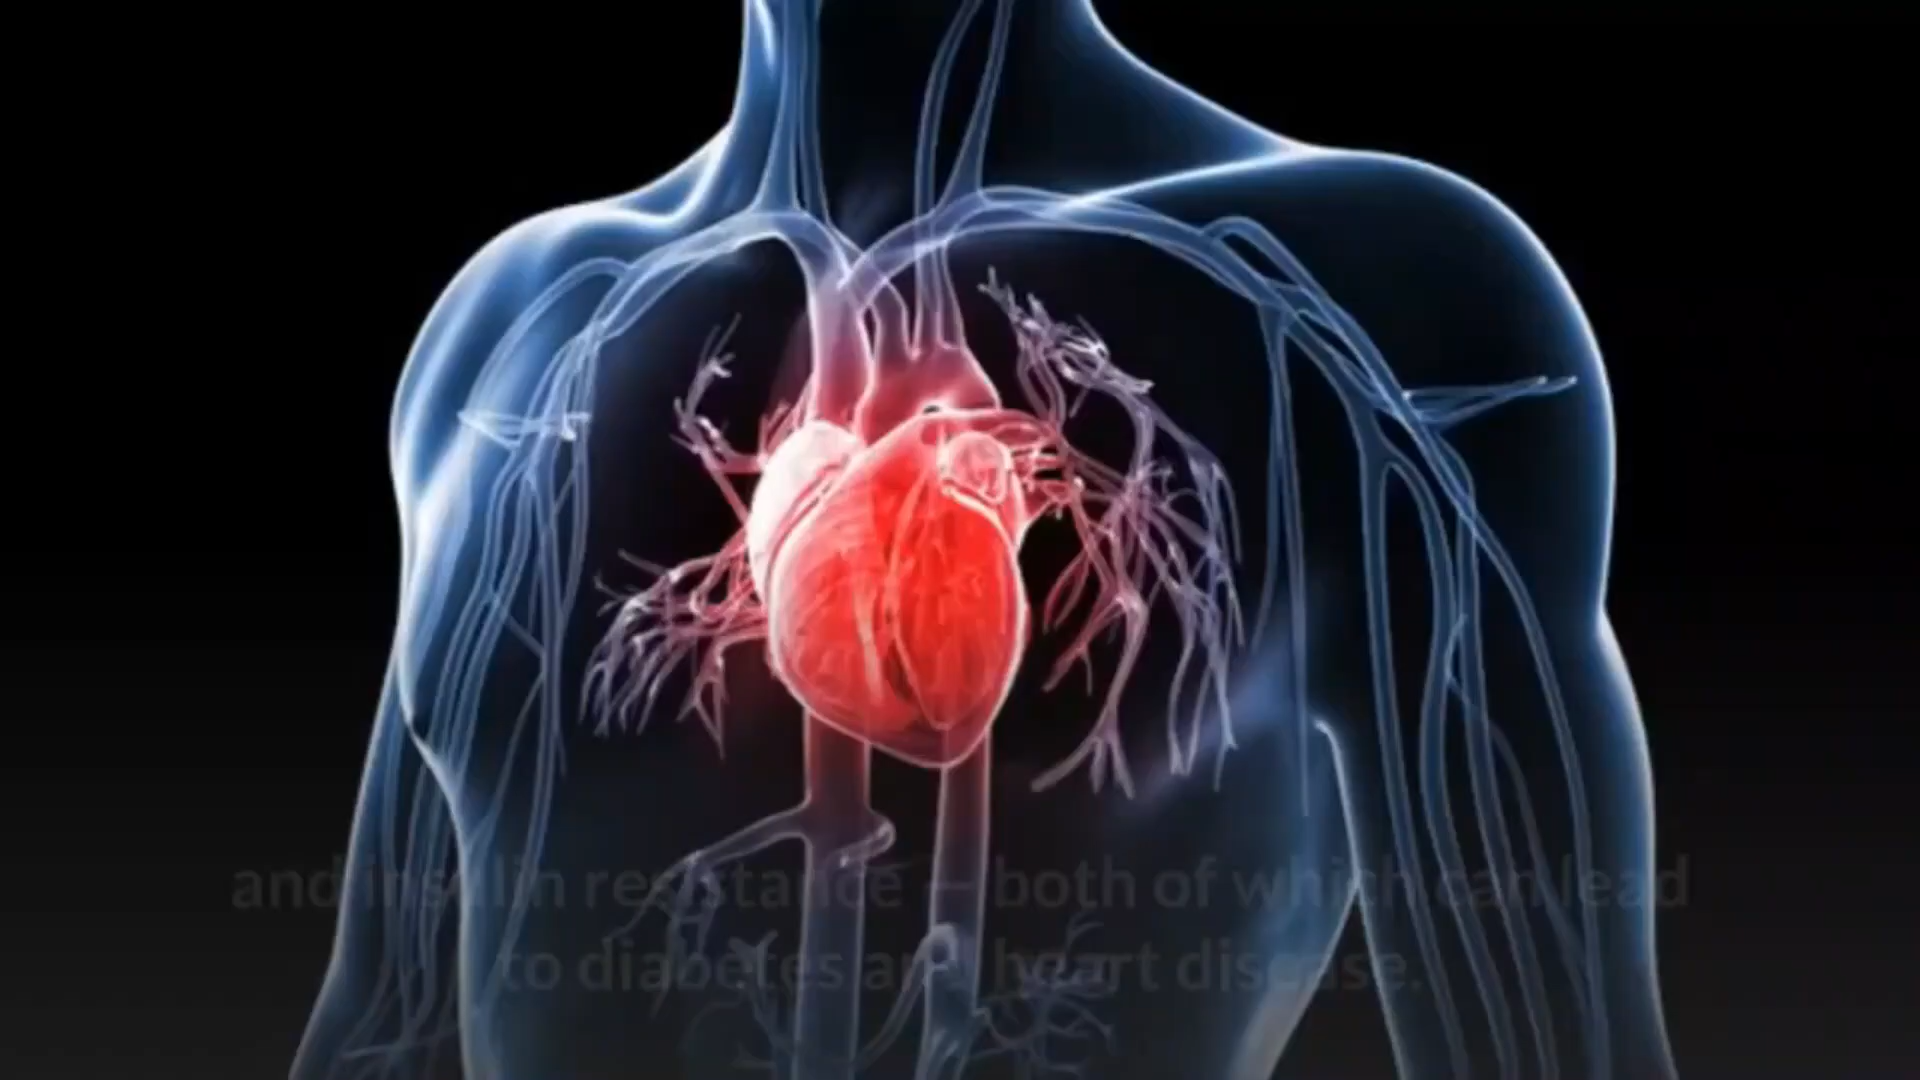 and insulin resistance — both of which can lead
to diabetes and heart disease.